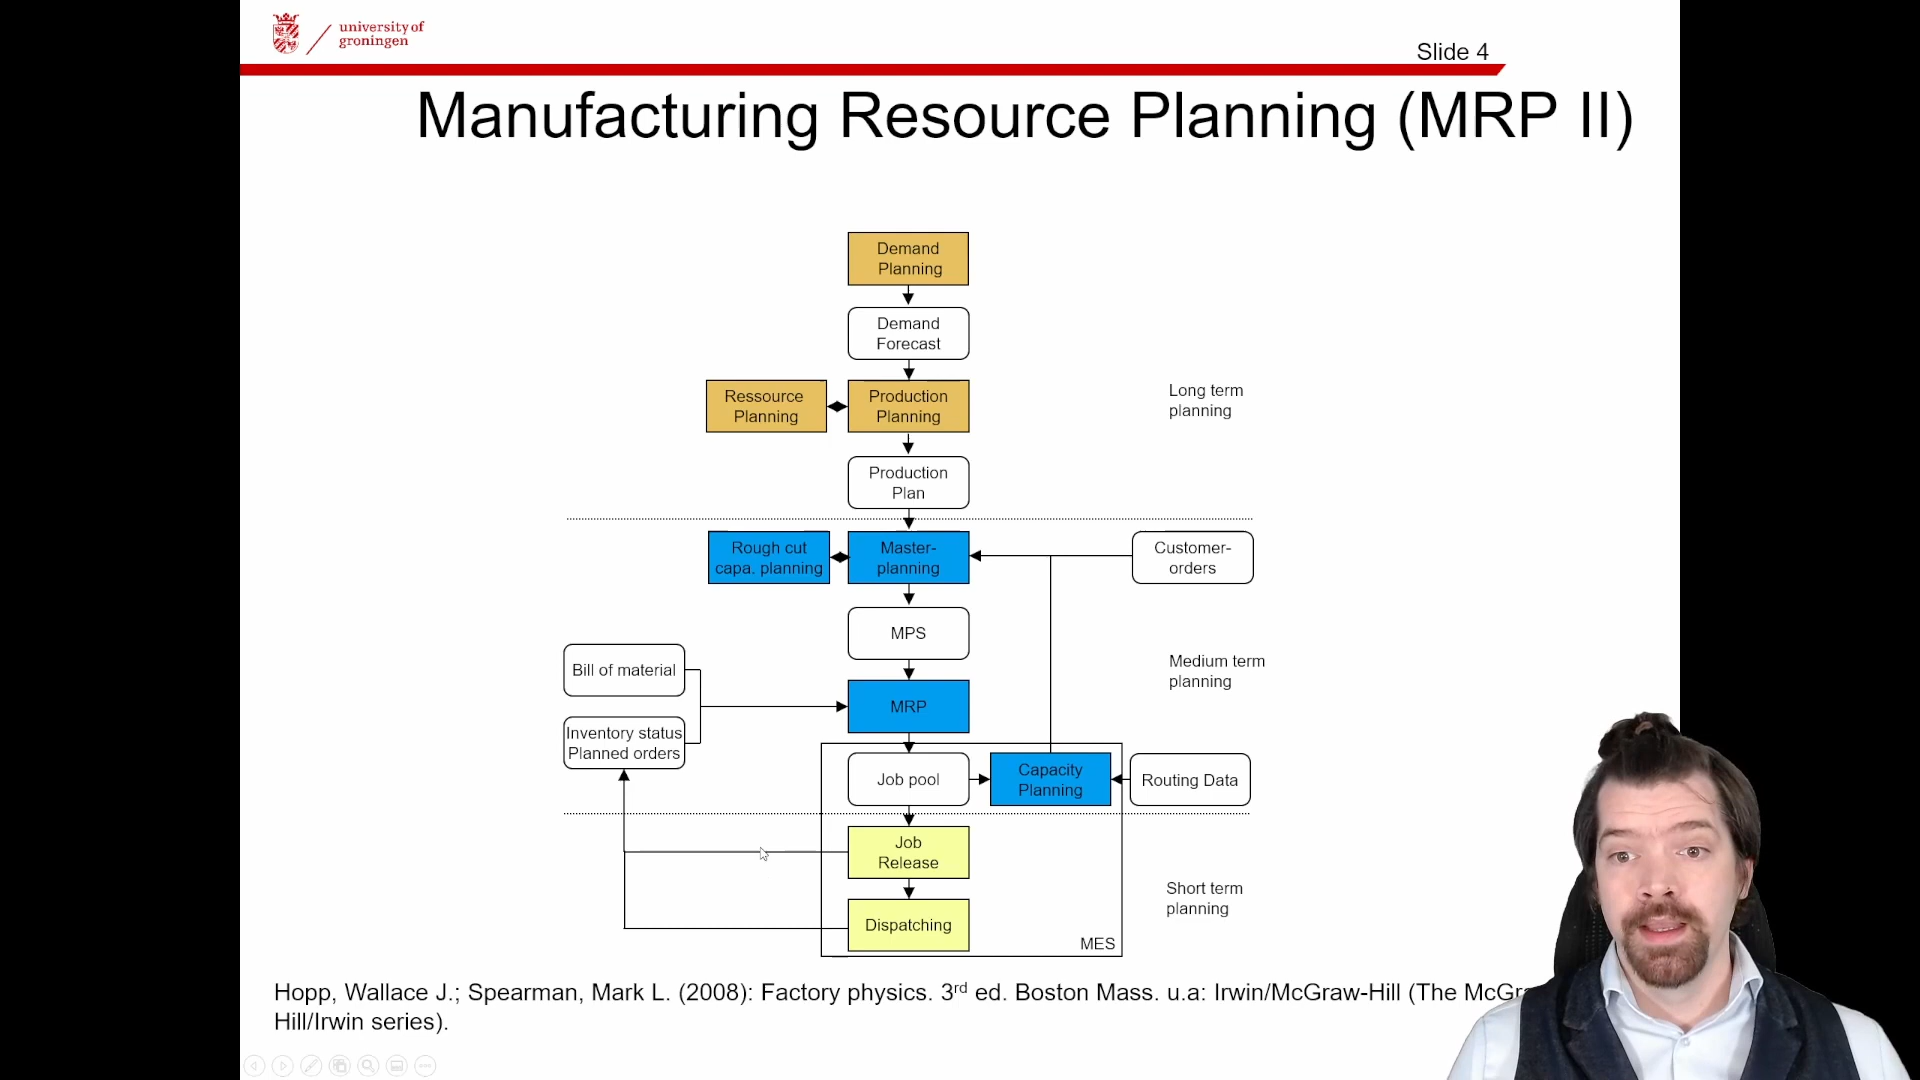 university of
groningen
Slide 4
Manufacturing Resource Planning (MRP II)
Demand
Planning
Demand
Forecast
Ressource
Planning
Production
Planning
Long term
planning
Production
Plan
Rough cut
capa. planning
Master-
planning
Customer-
orders
MPS
Bill of material
Medium term
planning
MRP
Inventory status
Planned orders
Job pool
Capacity
Planning
Routing Data
Job
Release
Short term
planning
Dispatching
MES
Hopp, Wallace J.; Spearman, Mark L. (2008): Factory physics. 3rd ed. Boston Mass. u.a: Irwin/McGraw-Hill (The
Hill/Irwin series).